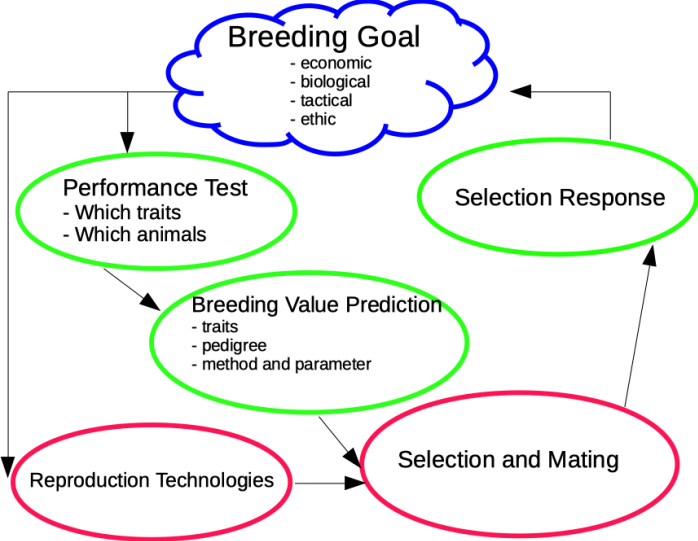 Breeding Goal
- economic
- biological
- tactical
- ethic
Performance Test
- Which traits
- Which animals
Selection Response
Breeding Value Prediction
- traits
- pedigree
- method and parameter
Reproduction Technologies
Selection and Mating